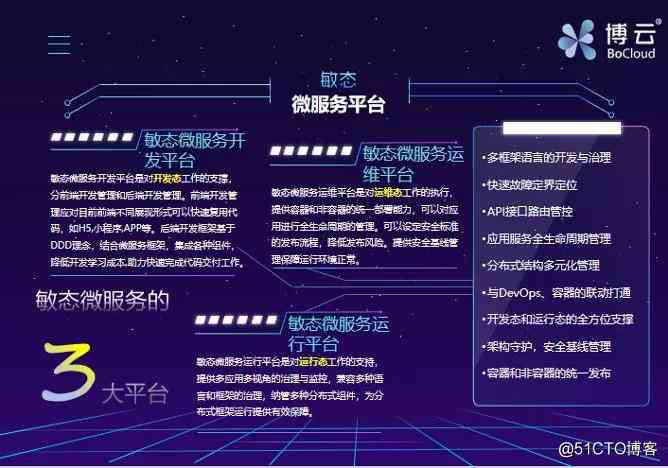 博云®
BoCloud
敏态
微服务平台
敏态微服务开
发平台
敏态微服务开发平台是对开发态工作的支撑，
分前端开发管理和后端开发管理。前端开发管
理应对目前前端不同展现形式可以快速复用代
码，如H5,小程序,APP等。后端开发框架基于
DDD理念，结合微服务框架，集成各种组件，
降低开发学习成本,助力快速完成代码交付工作。
敏态微服务运
维平台
敏态微服务运维平台是对运维态工作的执行，
提供容器和非容器的统一部署能力，可以对应
用进行全生命周期的管理。可以设定安全标准
的发布流程，降低发布风险。提供安全基线管
理保障运行环境正常。
敏态微服务的
3
大平台
敏态微服务运
行平台
敏态微服务运行平台是对运行态工作的支持，
提供多应用多视角的治理与监控，兼容多种语
言和框架的治理，纳管多种分布式组件，为分
布式框架运行提供有效保障。
•多框架语言的开发与治理
•快速故障定界定位
•API接口路由管控
•应用服务全生命周期管理
•分布式结构多元化管理
•与DevOps、容器的联动打通
•开发态和运行态的全方位支撑
•架构守护，安全基线管理
•容器和非容器的统一发布
@51CTO博客